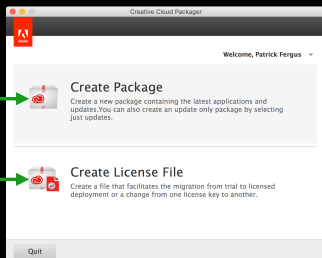 Creative Cloud Packager
Adobe
Welcome, Patrick Fergus
Create Package
Create a new package containing the latest applications and
updates.You can also create an update only package by selecting
just updates.
Create License File
Create a file that facilitates the migration from trial to licensed
deployment or a change from one license key to another.
Quit